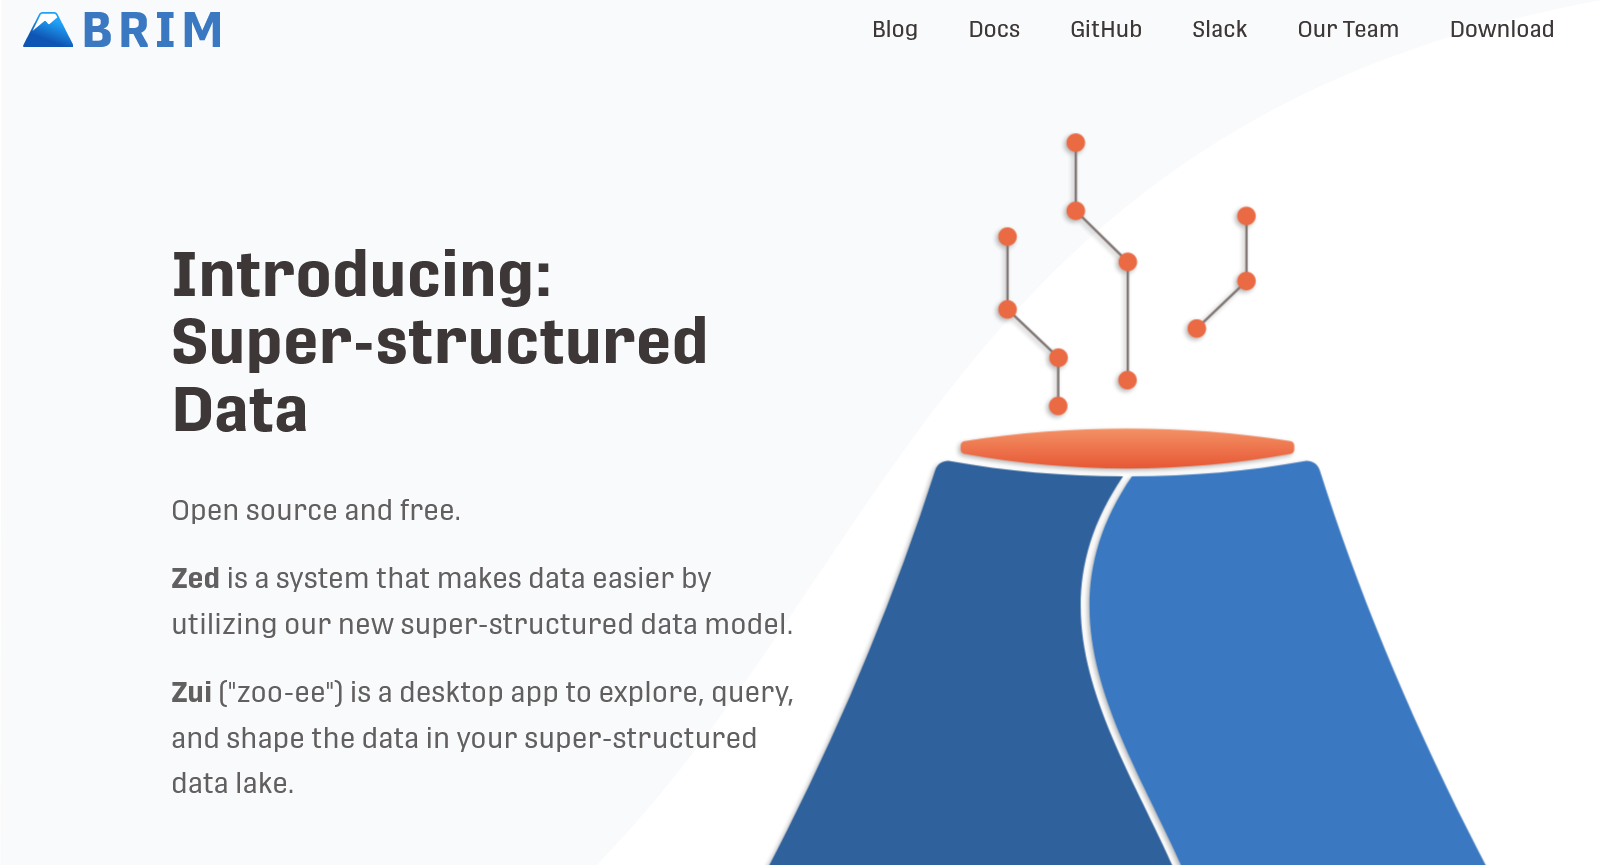 BRIM
Blog Docs GitHub Slack Our Team Download
Introducing:
Super-structured
Data
Open source and free.
Zed is a system that makes data easier by
utilizing our new super-structured data model.
Zui ("zoo-ee") is a desktop app to explore, query,
and shape the data in your super-structured
data lake.